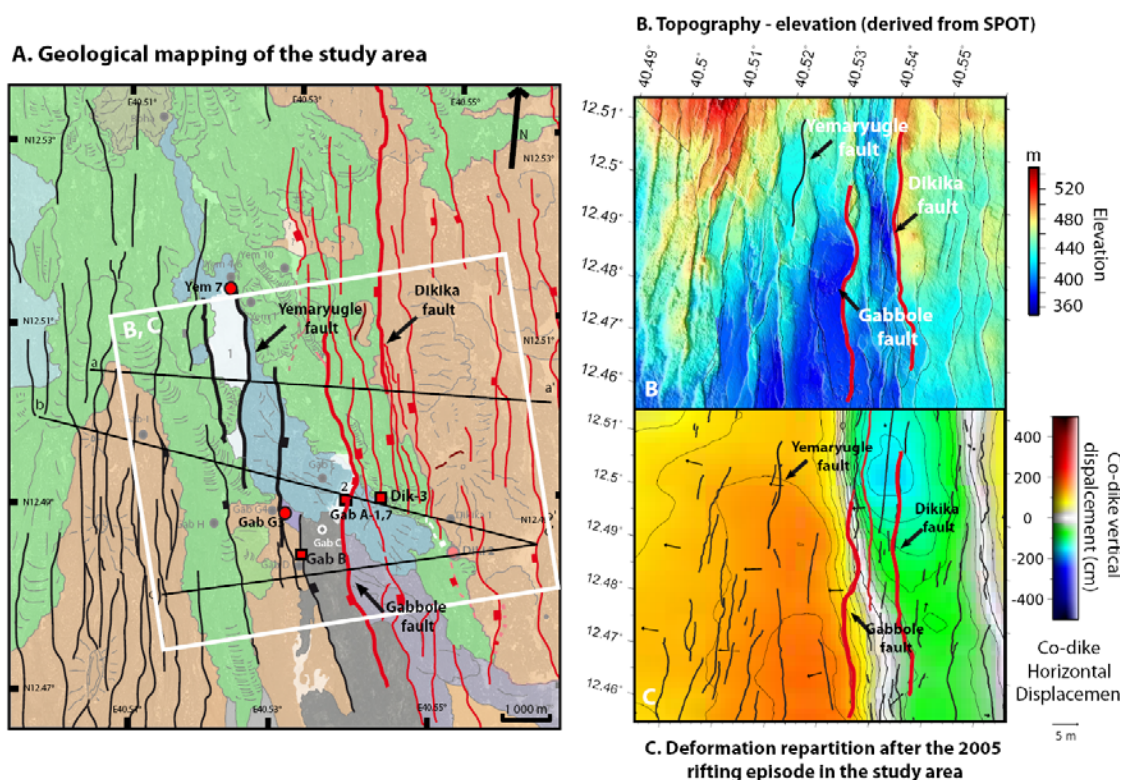 A. Geological mapping of the study area
E40.51°
E40.53°
E40.55°
N12.53°
N12.53°
N
Yem 10
Yem 7
B, C
Yemaryugle
fault
Dikika
fault
N12.51°
N12.51°
1
a
a'
b
N12.49°
Gab H
Gab G4
Gab G3
2
Dik-3
Gab A-1,7
Gab C
Gab B
Gabbole
fault
N12.47°
E40.53°
E40.55°
1 000 m
B. Topography - elevation (derived from SPOT)
40.49°
40.5°
40.51°
40.52°
40.53°
40.54°
40.55°
12.51°
12.5°
12.49°
12.48°
12.47°
12.46°
Yemaryugle
fault
Dikika
fault
Gabbole
fault
B
m
520
480
440
400
360
Elevation
12.51°
12.5°
12.49°
12.48°
12.47°
12.46°
Yemaryugle
fault
Dikika
fault
Gabbole
fault
C
400
200
0
-200
-400
Co-dike vertical
dispalcement (cm)
Co-dike
Horizontal
Displacemen
5 m
C. Deformation repartition after the 2005
rifting episode in the study area